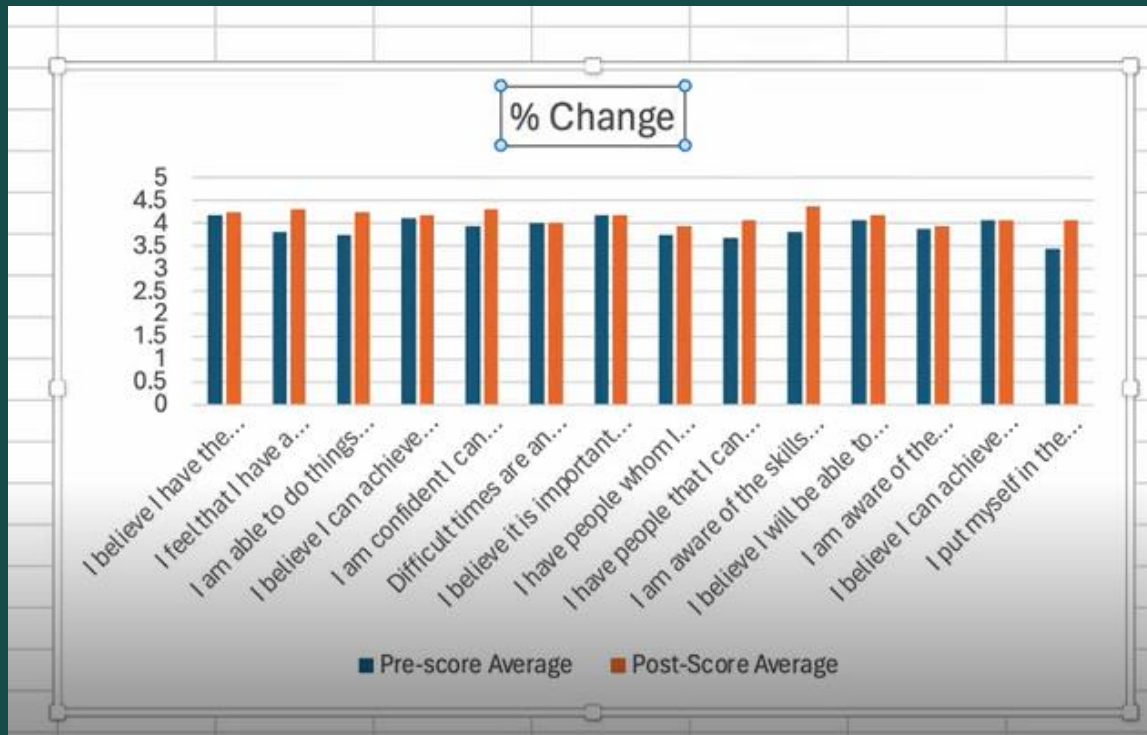 % Change
5
4.5
4
3.5
3
2.5
2
1.5
1
0.5
0
I believe I have the...
I feel that I have a...
I am able to do things...
I believe I can achieve...
I am confident I can...
Difficult times are an...
I believe it is important...
I have people whom I...
I have people that I can...
I am aware of the skills...
I believe I will be able to...
I am aware of the...
I believe I can achieve...
I put myself in the...
Pre-score Average
Post-Score Average